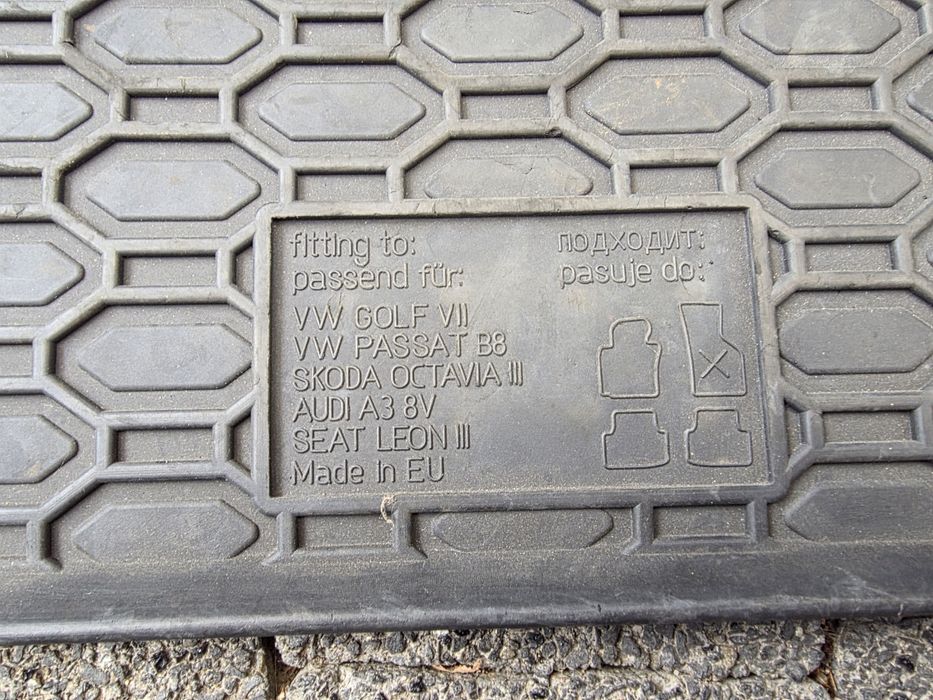 fitting to:
passend für:
подходит:
pasuje do:
VW GOLF VII
VW PASSAT B8
SKODA OCTAVIA III
AUDI A3 8V
SEAT LEON III
Made in EU